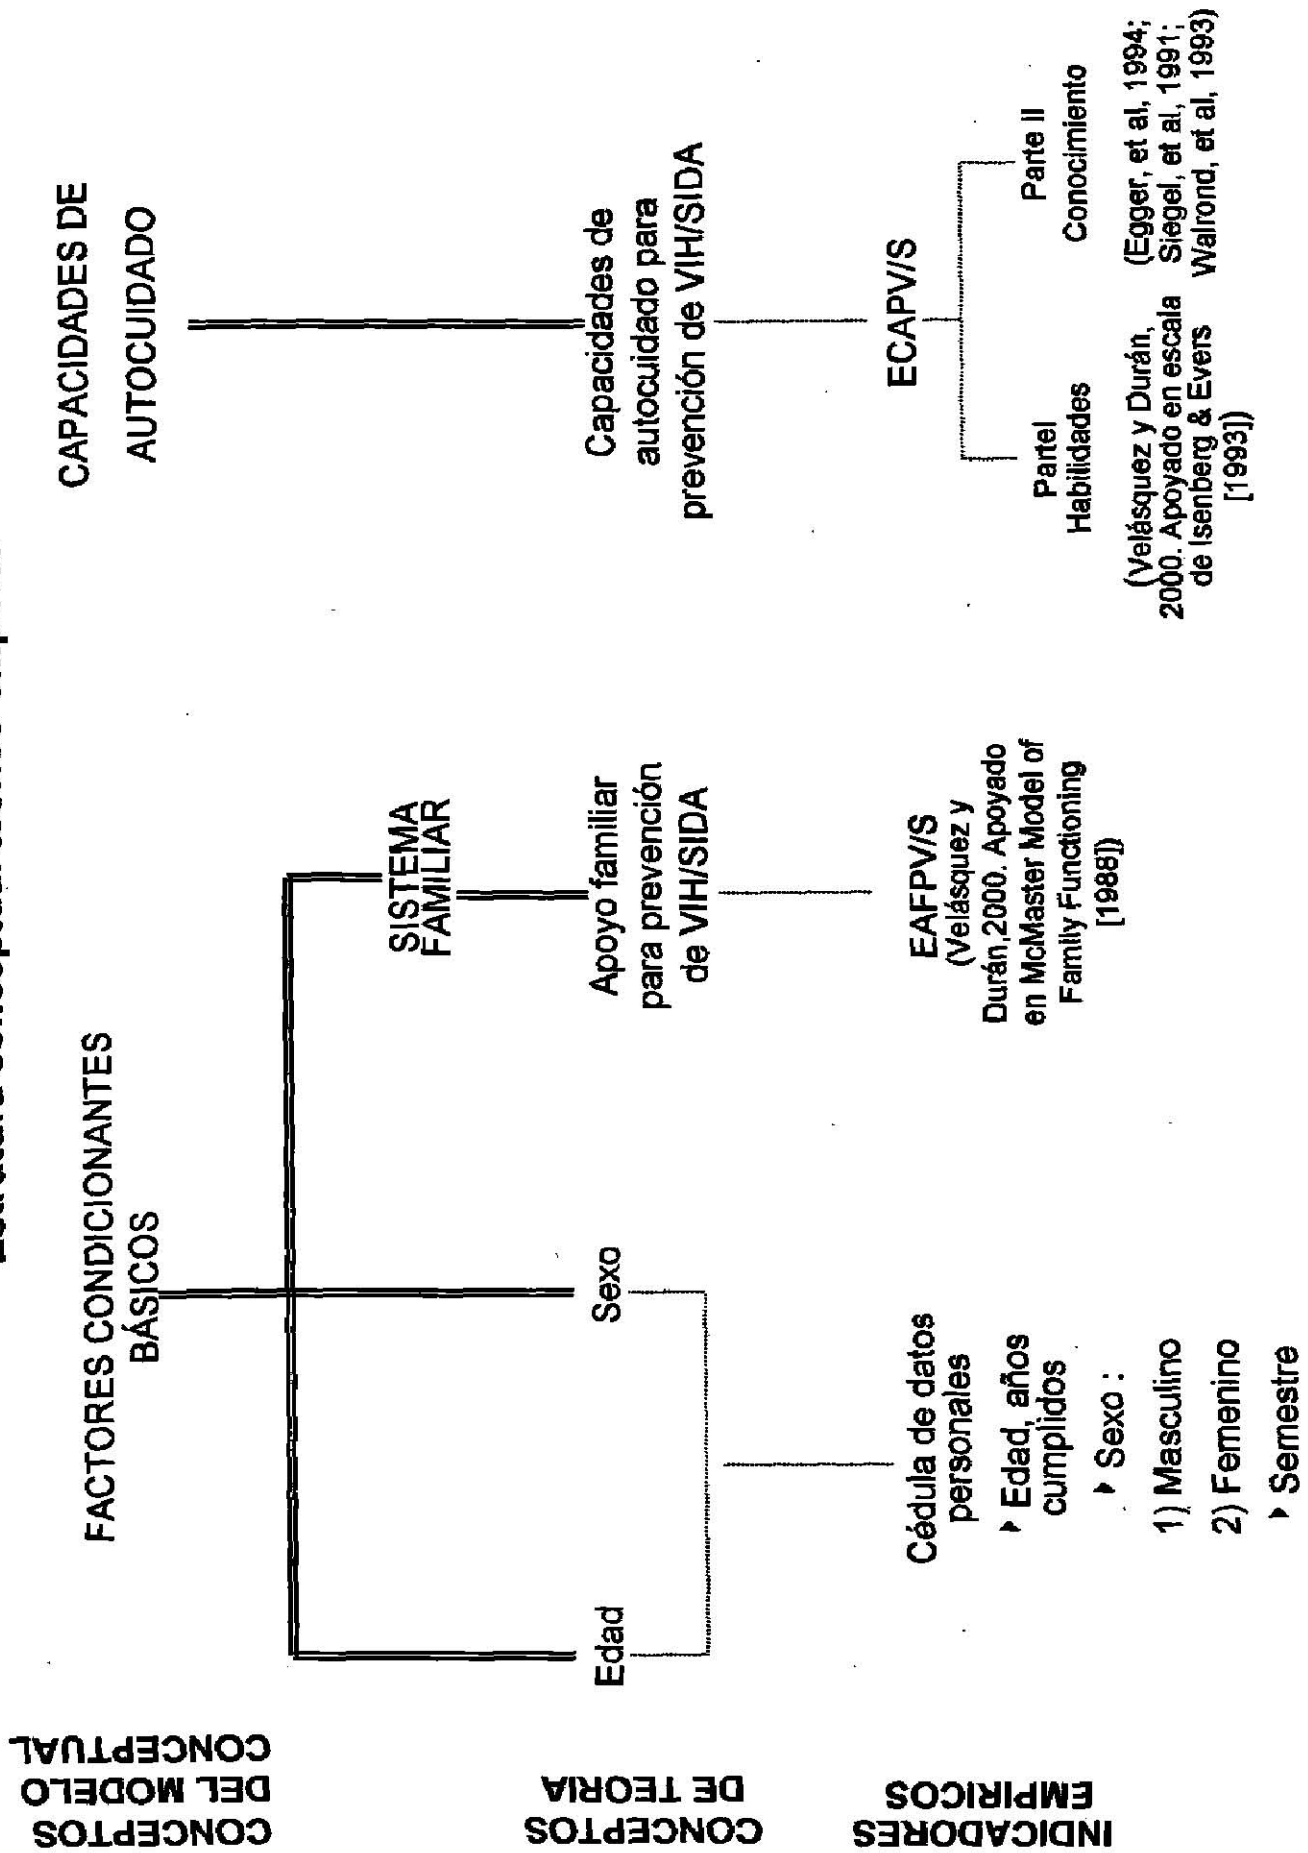 CONCEPTOS
DEL MODELO
CONCEPTUAL
FACTORES CONDICIONANTES
BÁSICOS
CAPACIDADES DE
AUTOCUIDADO
SISTEMA
FAMILIAR
CONCEPTOS
DE TEORIA
Edad
Sexo
Apoyo familiar
para prevención
de VIH/SIDA
Capacidades de
autocuidado para
prevención de VIH/SIDA
INDICADORES
EMPIRICOS
Cédula de datos
personales
‣ Edad, años
cumplidos
‣ Sexo :
1) Masculino
2) Femenino
‣ Semestre
EAFPV/S
(Velásquez y
Durán,2000. Apoyado
en McMaster Model of
Family Functioning
[1988])
ECAPV/S
ParteI
Habilidades
(Velásquez y Durán,
2000. Apoyado en escala
de Isenberg & Evers
[1993])
Parte II
Conocimiento
(Egger, et al, 1994;
Siegel, et al, 1991;
Walrond, et al, 1993)